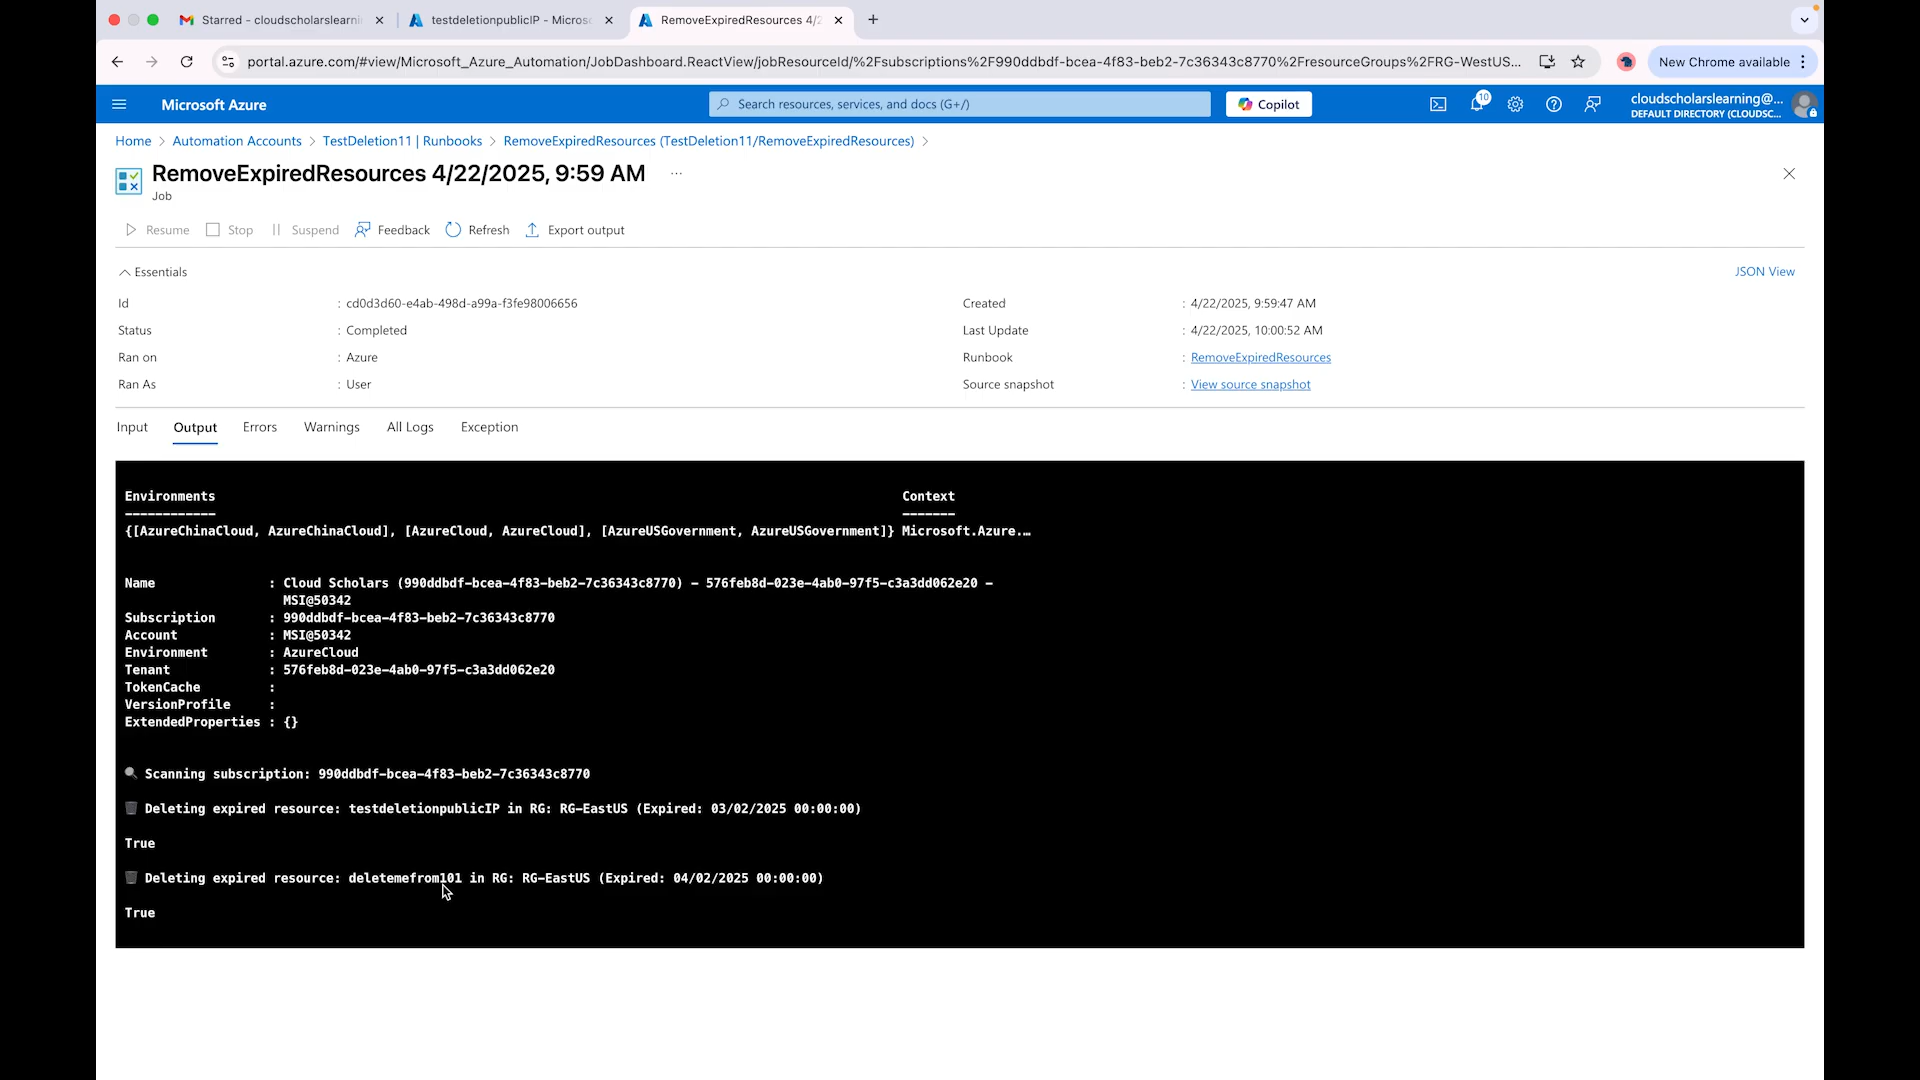 Starred - cloudscholarslearni
testdeletionpublicIP - Micros
RemoveExpiredResources 4/2
portal.azure.com/#view/Microsoft_Azure_Automation/JobDashboard.ReactView/jobResourceId/%2Fsubscriptions%2F990ddbdf-bcea-4f83-beb2-7c36343c8770%2FresourceGroups%2FRG-WestUS...
New Chrome available
Microsoft Azure
Search resources, services, and docs (G+/)
Copilot
10
cloudscholarslearning@...
DEFAULT DIRECTORY (CLOUDSC...
Home > Automation Accounts > TestDeletion11 | Runbooks > RemoveExpiredResources (TestDeletion11/RemoveExpiredResources) >
RemoveExpiredResources 4/22/2025, 9:59 AM ...
Job
Resume Stop Suspend Feedback Refresh Export output
Essentials
JSON View
Id : cd0d3d60-e4ab-498d-a99a-f3fe98006656 Created : 4/22/2025, 9:59:47 AM
Status : Completed Last Update : 4/22/2025, 10:00:52 AM
Ran on : Azure Runbook : RemoveExpiredResources
Ran As : User Source snapshot : View source snapshot
Input Output Errors Warnings All Logs Exception
Environments Context
------------ -------
{[AzureChinaCloud, AzureChinaCloud], [AzureCloud, AzureCloud], [AzureUSGovernment, AzureUSGovernment]} Microsoft.Azure.…
Name : Cloud Scholars (990ddbdf-bcea-4f83-beb2-7c36343c8770) - 576feb8d-023e-4ab0-97f5-c3a3dd062e20 -
MSI@50342
Subscription : 990ddbdf-bcea-4f83-beb2-7c36343c8770
Account : MSI@50342
Environment : AzureCloud
Tenant : 576feb8d-023e-4ab0-97f5-c3a3dd062e20
TokenCache :
VersionProfile :
ExtendedProperties : {}
🔍 Scanning subscription: 990ddbdf-bcea-4f83-beb2-7c36343c8770
🗑 Deleting expired resource: testdeletionpublicIP in RG: RG-EastUS (Expired: 03/02/2025 00:00:00)
True
🗑 Deleting expired resource: deletemefrom101 in RG: RG-EastUS (Expired: 04/02/2025 00:00:00)
True